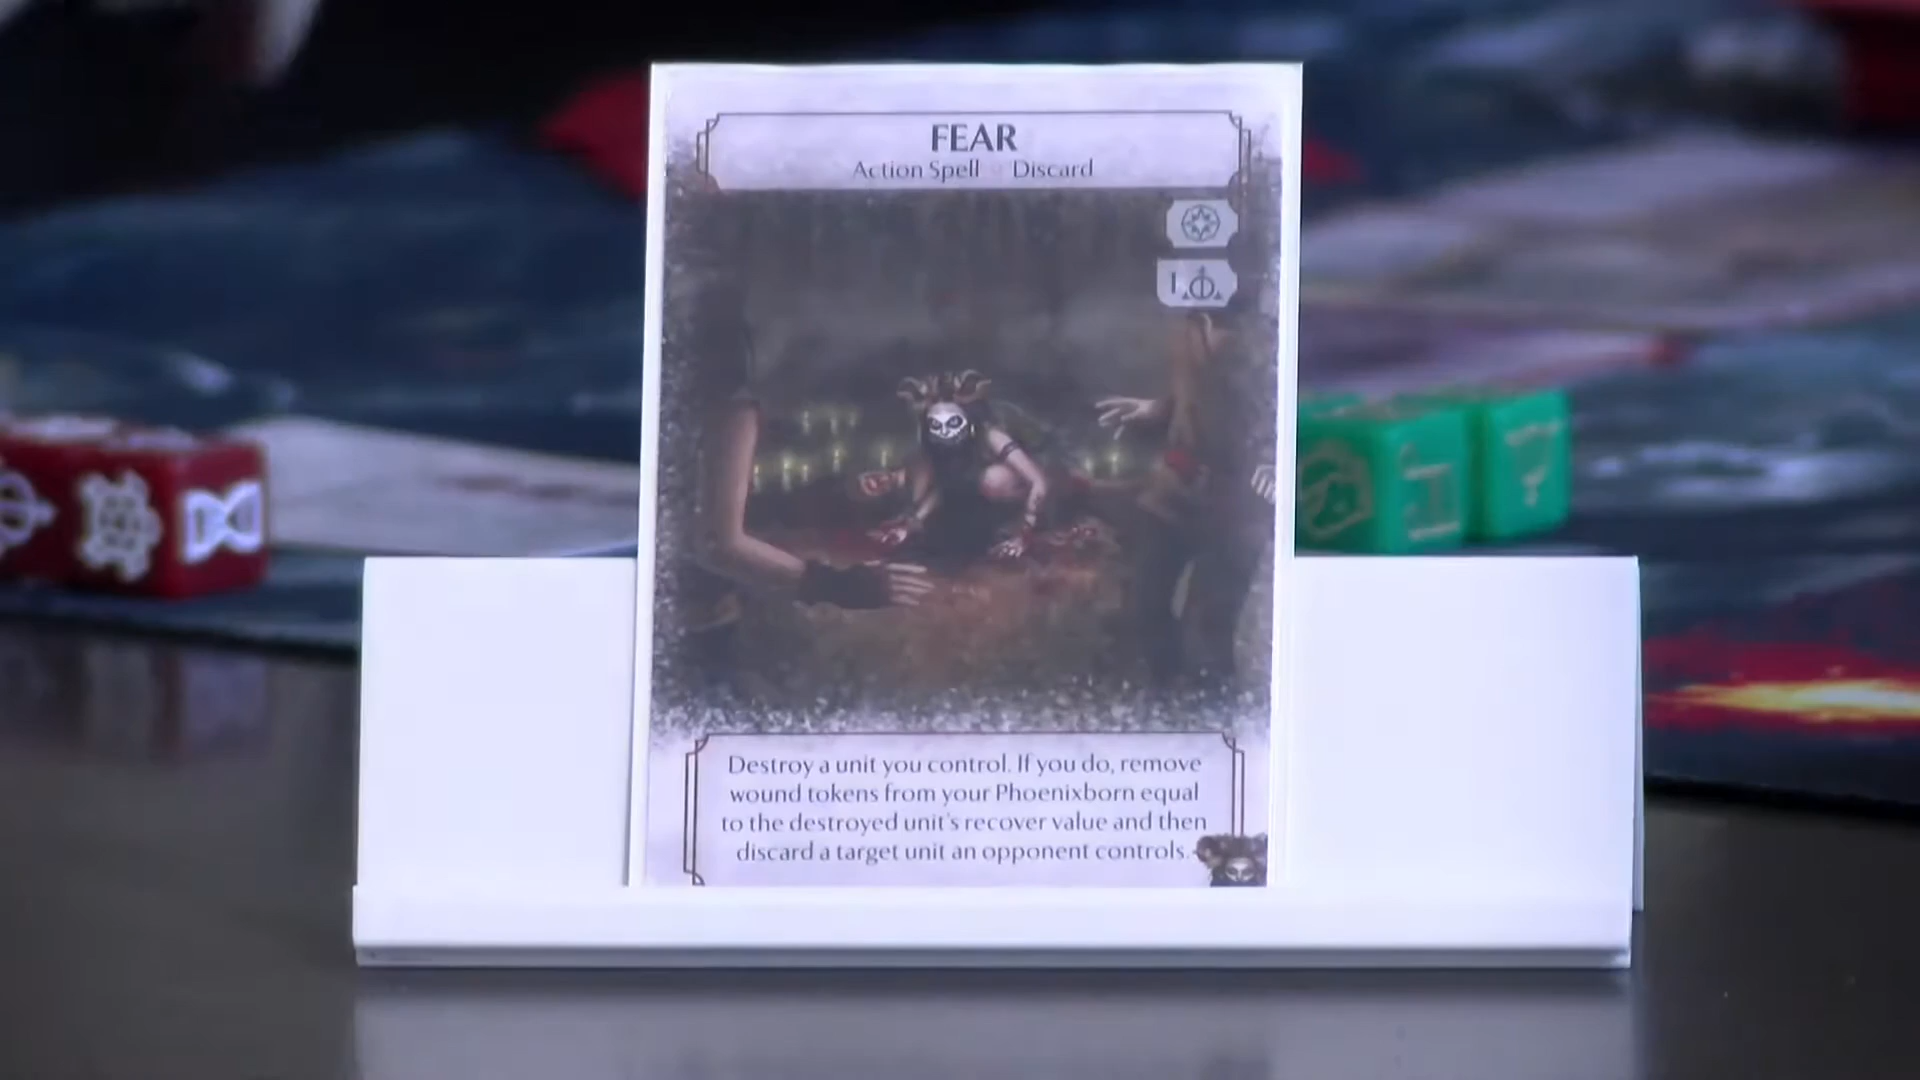 FEAR
Action Spell Discard
1
Destroy a unit you control. If you do, remove
wound tokens from your Phoenixborn equal
to the destroyed unit's recover value and then
discard a target unit an opponent controls.